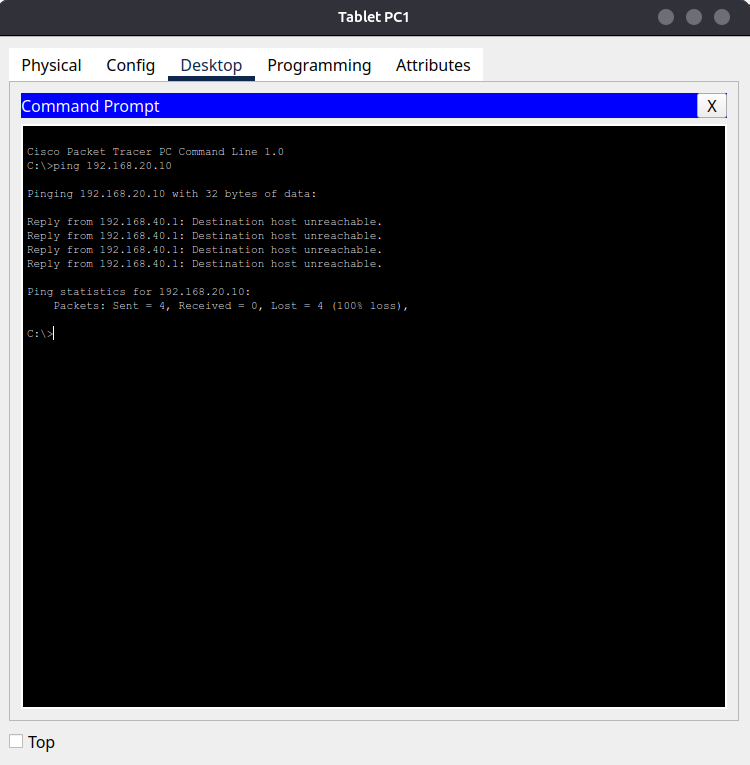 Tablet PC1
Physical Config Desktop Programming Attributes
Command Prompt X
Cisco Packet Tracer PC Command Line 1.0
C:\>ping 192.168.20.10
Pinging 192.168.20.10 with 32 bytes of data:
Reply from 192.168.40.1: Destination host unreachable.
Reply from 192.168.40.1: Destination host unreachable.
Reply from 192.168.40.1: Destination host unreachable.
Reply from 192.168.40.1: Destination host unreachable.
Ping statistics for 192.168.20.10:
Packets: Sent = 4, Received = 0, Lost = 4 (100% loss),
C:\>
Top